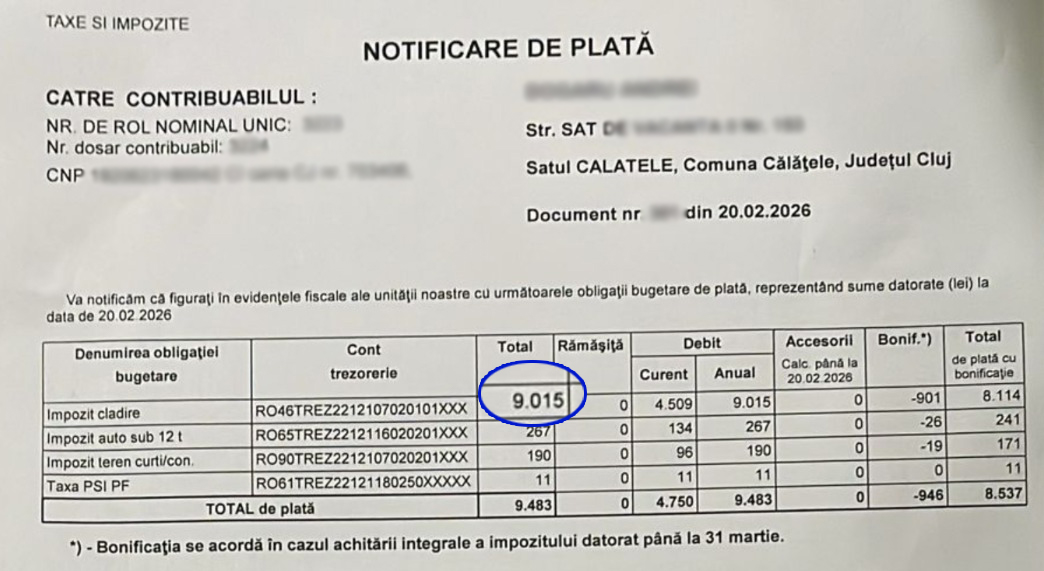 TAXE SI IMPOZITE
NOTIFICARE DE PLATĂ
CATRE CONTRIBUABILUL :
NR. DE ROL NOMINAL UNIC:
Nr. dosar contribuabil:
CNP
Str. SAT
Satul CALATELE, Comuna Călăţele, Judeţul Cluj
Document nr din 20.02.2026
Va notificăm că figuraţi în evidenţele fiscale ale unităţii noastre cu următoarele obligaţii bugetare de plată, reprezentând sume datorate (lei) la
data de 20.02.2026
Denumirea obligaţiei bugetare Cont trezorerie Total Rămăşiţă Debit Curent Anual Accesorii Calc. până la 20.02.2026 Bonif.*) Total de plată cu bonificaţie
Impozit cladire RO46TREZ2212107020101XXX 9.015 0 4.509 9.015 0 -901 8.114
Impozit auto sub 12 t RO65TREZ2212116020201XXX 267 0 134 267 0 -26 241
Impozit teren curti/con. RO90TREZ2212107020201XXX 190 0 96 190 0 -19 171
Taxa PSI PF RO61TREZ22121180250XXXXX 11 0 11 11 0 0 11
TOTAL de plată 9.483 0 4.750 9.483 0 -946 8.537
*) - Bonificaţia se acordă în cazul achitării integrale a impozitului datorat până la 31 martie.